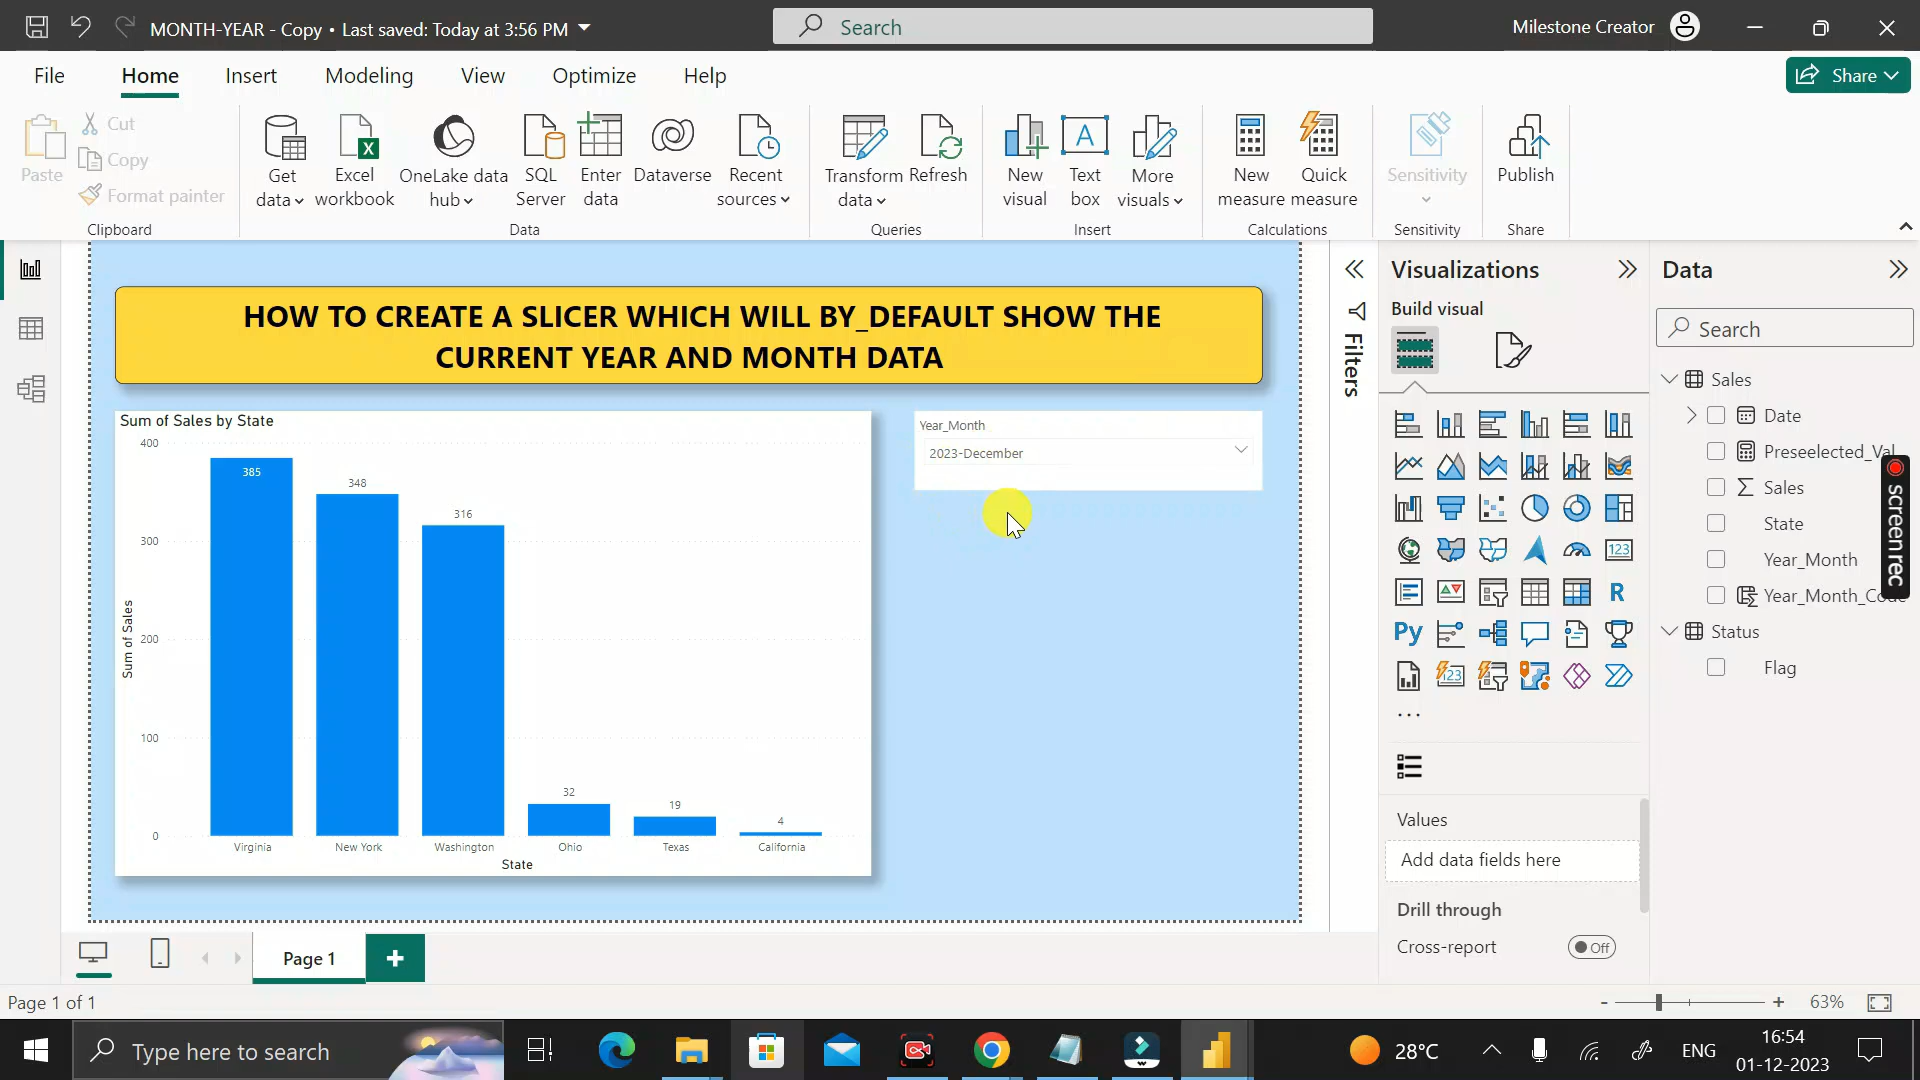 MONTH-YEAR - Copy • Last saved: Today at 3:56 PM
Search
Milestone Creator
File Home Insert Modeling View Optimize Help
Share
Paste
Cut
Copy
Format painter
Clipboard
Get data
Excel workbook
OneLake data hub
SQL Server
Enter data
Dataverse
Recent sources
Data
Transform data
Refresh
Queries
New visual
A
Text box
More visuals
Insert
New measure
Quick measure
Calculations
Sensitivity
Sensitivity
Publish
Share
HOW TO CREATE A SLICER WHICH WILL BY_DEFAULT SHOW THE
CURRENT YEAR AND MONTH DATA
Sum of Sales by State
400
300
200
100
0
Sum of Sales
385
348
316
32
19
4
Virginia New York Washington Ohio Texas California
State
Year_Month
2023-December
Filters
Visualizations
Build visual
123
R
Py
123
...
Values
Add data fields here
Drill through
Cross-report
Off
Data
Search
Sales
Date
Preselected_Val
Sales
State
Year_Month
Year_Month_Code
Status
Flag
screen rec
Page 1
+
Page 1 of 1
- + 63%
Type here to search
28°C
ENG
16:54
01-12-2023